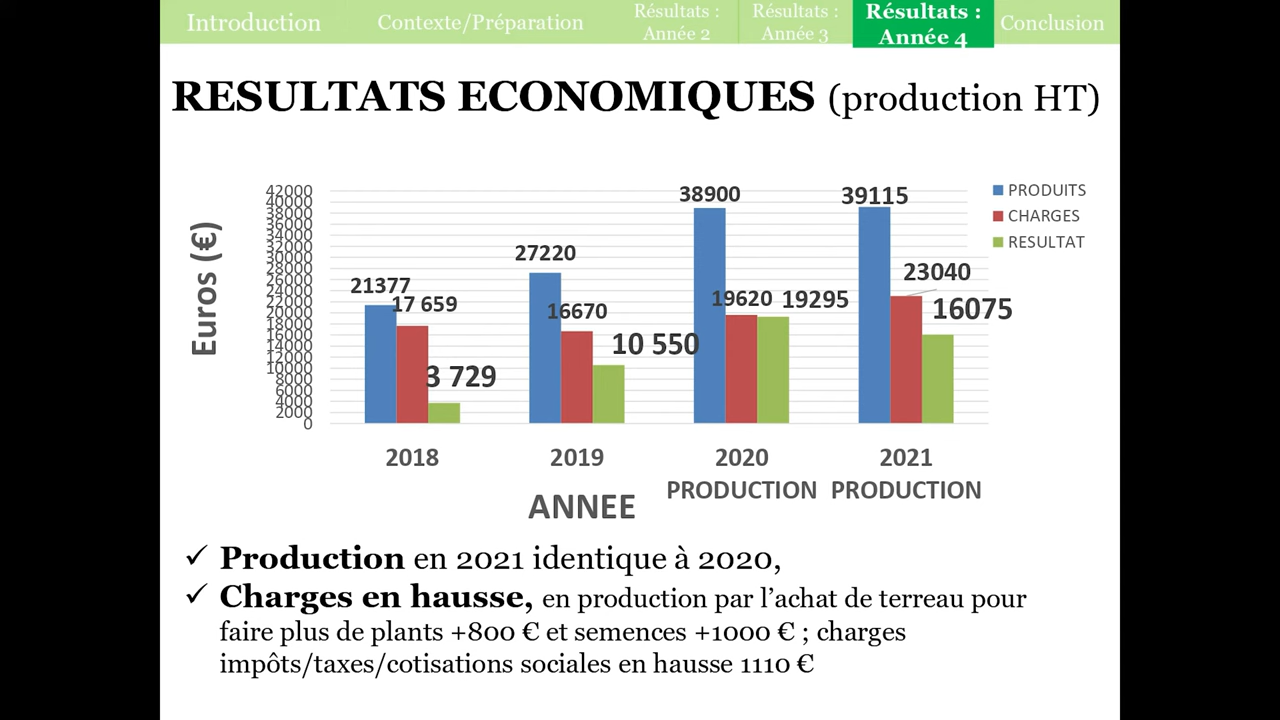 Introduction
Contexte/Préparation
Résultats :
Année 2
Résultats :
Année 3
Résultats :
Année 4
Conclusion
RESULTATS ECONOMIQUES (production HT)
Euros (€)
42000
40000
38000
36000
34000
32000
30000
28000
26000
24000
22000
20000
18000
16000
14000
12000
10000
8000
6000
4000
2000
0
21377
17 659
3 729
27220
16670
10 550
38900
19620
19295
39115
23040
16075
PRODUITS
CHARGES
RESULTAT
2018
2019
2020
PRODUCTION
2021
PRODUCTION
ANNEE
✓ Production en 2021 identique à 2020,
✓ Charges en hausse, en production par l’achat de terreau pour
faire plus de plants +800 € et semences +1000 € ; charges
impôts/taxes/cotisations sociales en hausse 1110 €